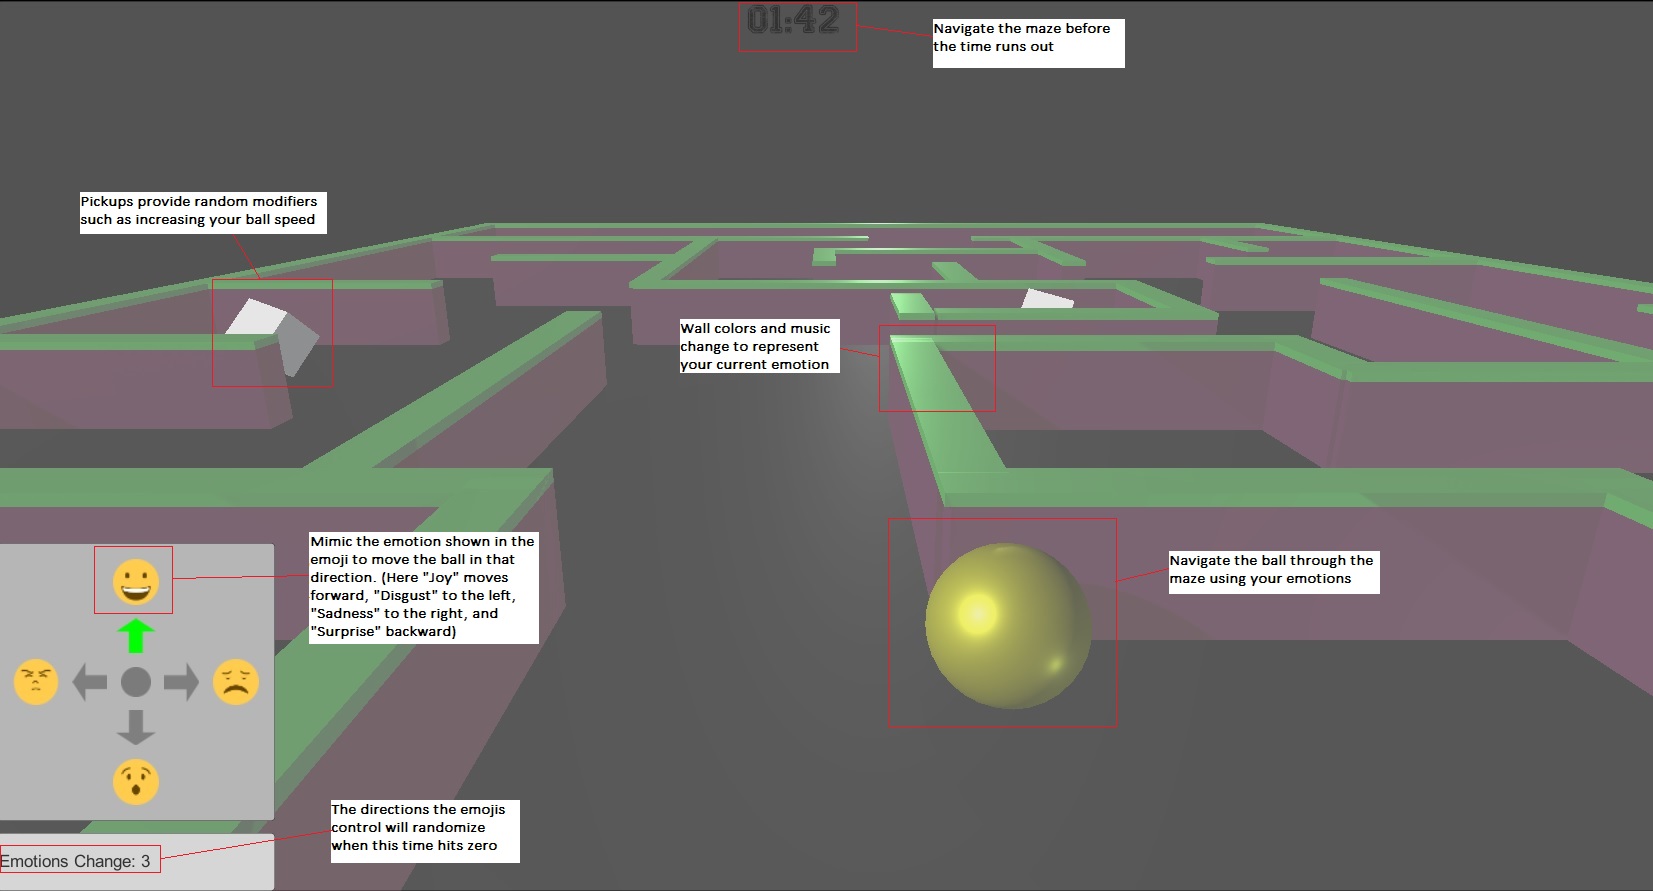 01:42
Navigate the maze before
the time runs out
Pickups provide random modifiers
such as increasing your ball speed
Wall colors and music
change to represent
your current emotion
Mimic the emotion shown in the
emoji to move the ball in that
direction. (Here "Joy" moves
forward, "Disgust" to the left,
"Sadness" to the right, and
"Surprise" backward)
Navigate the ball through the
maze using your emotions
The directions the emojis
control will randomize
when this time hits zero
Emotions Change: 3